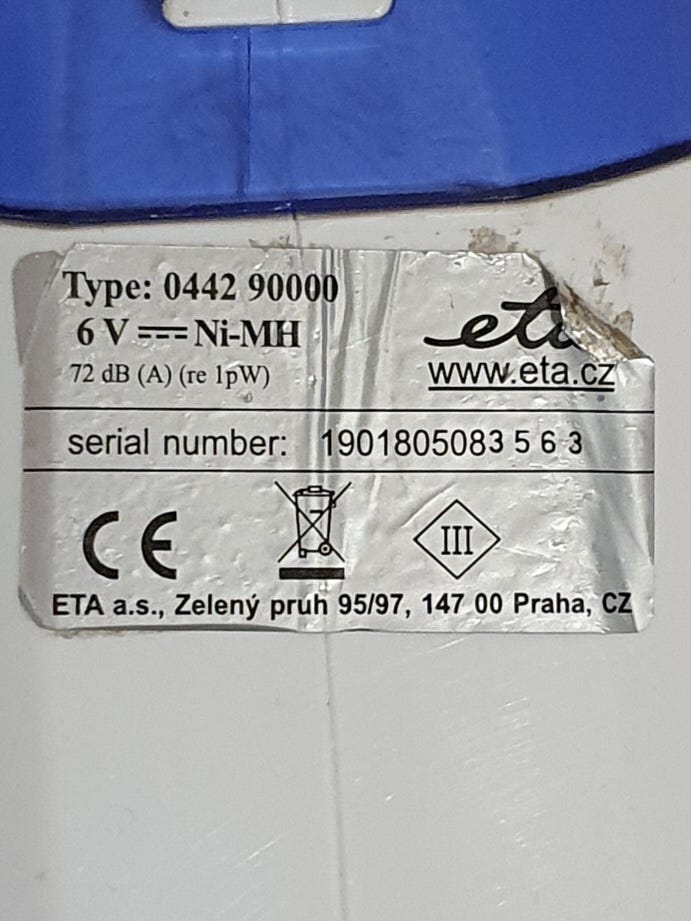 Type: 0442 90000
6 V ⎓ Ni-MH
72 dB (A) (re 1pW)
eta
www.eta.cz
serial number: 1901805083 5 6 3
CE
III
ETA a.s., Zelený pruh 95/97, 147 00 Praha, CZ